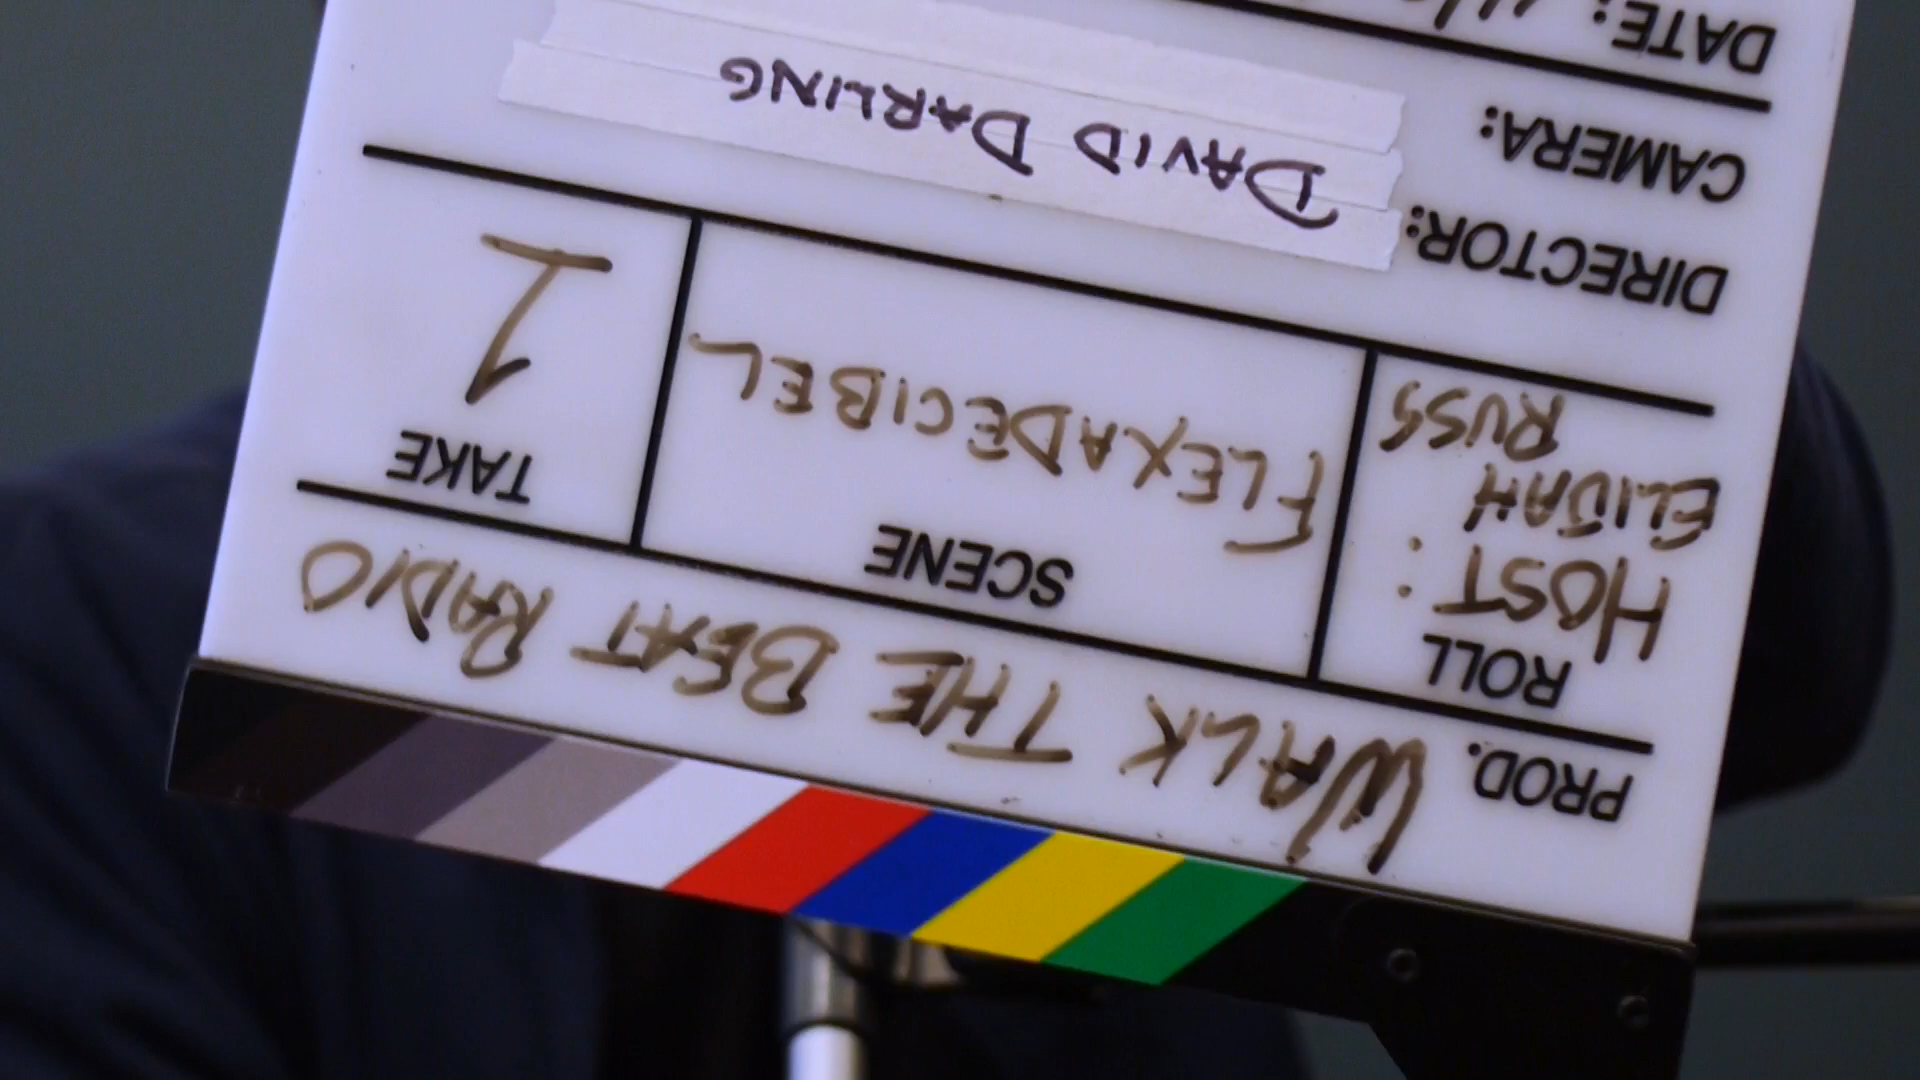 PROD. WALK THE BEAT RADIO
ROLL
HOST:
ELIJAH
RUSS
SCENE
FLEXADECIBEL
TAKE
1
DIRECTOR: DAVID DARLING
CAMERA:
DATE: